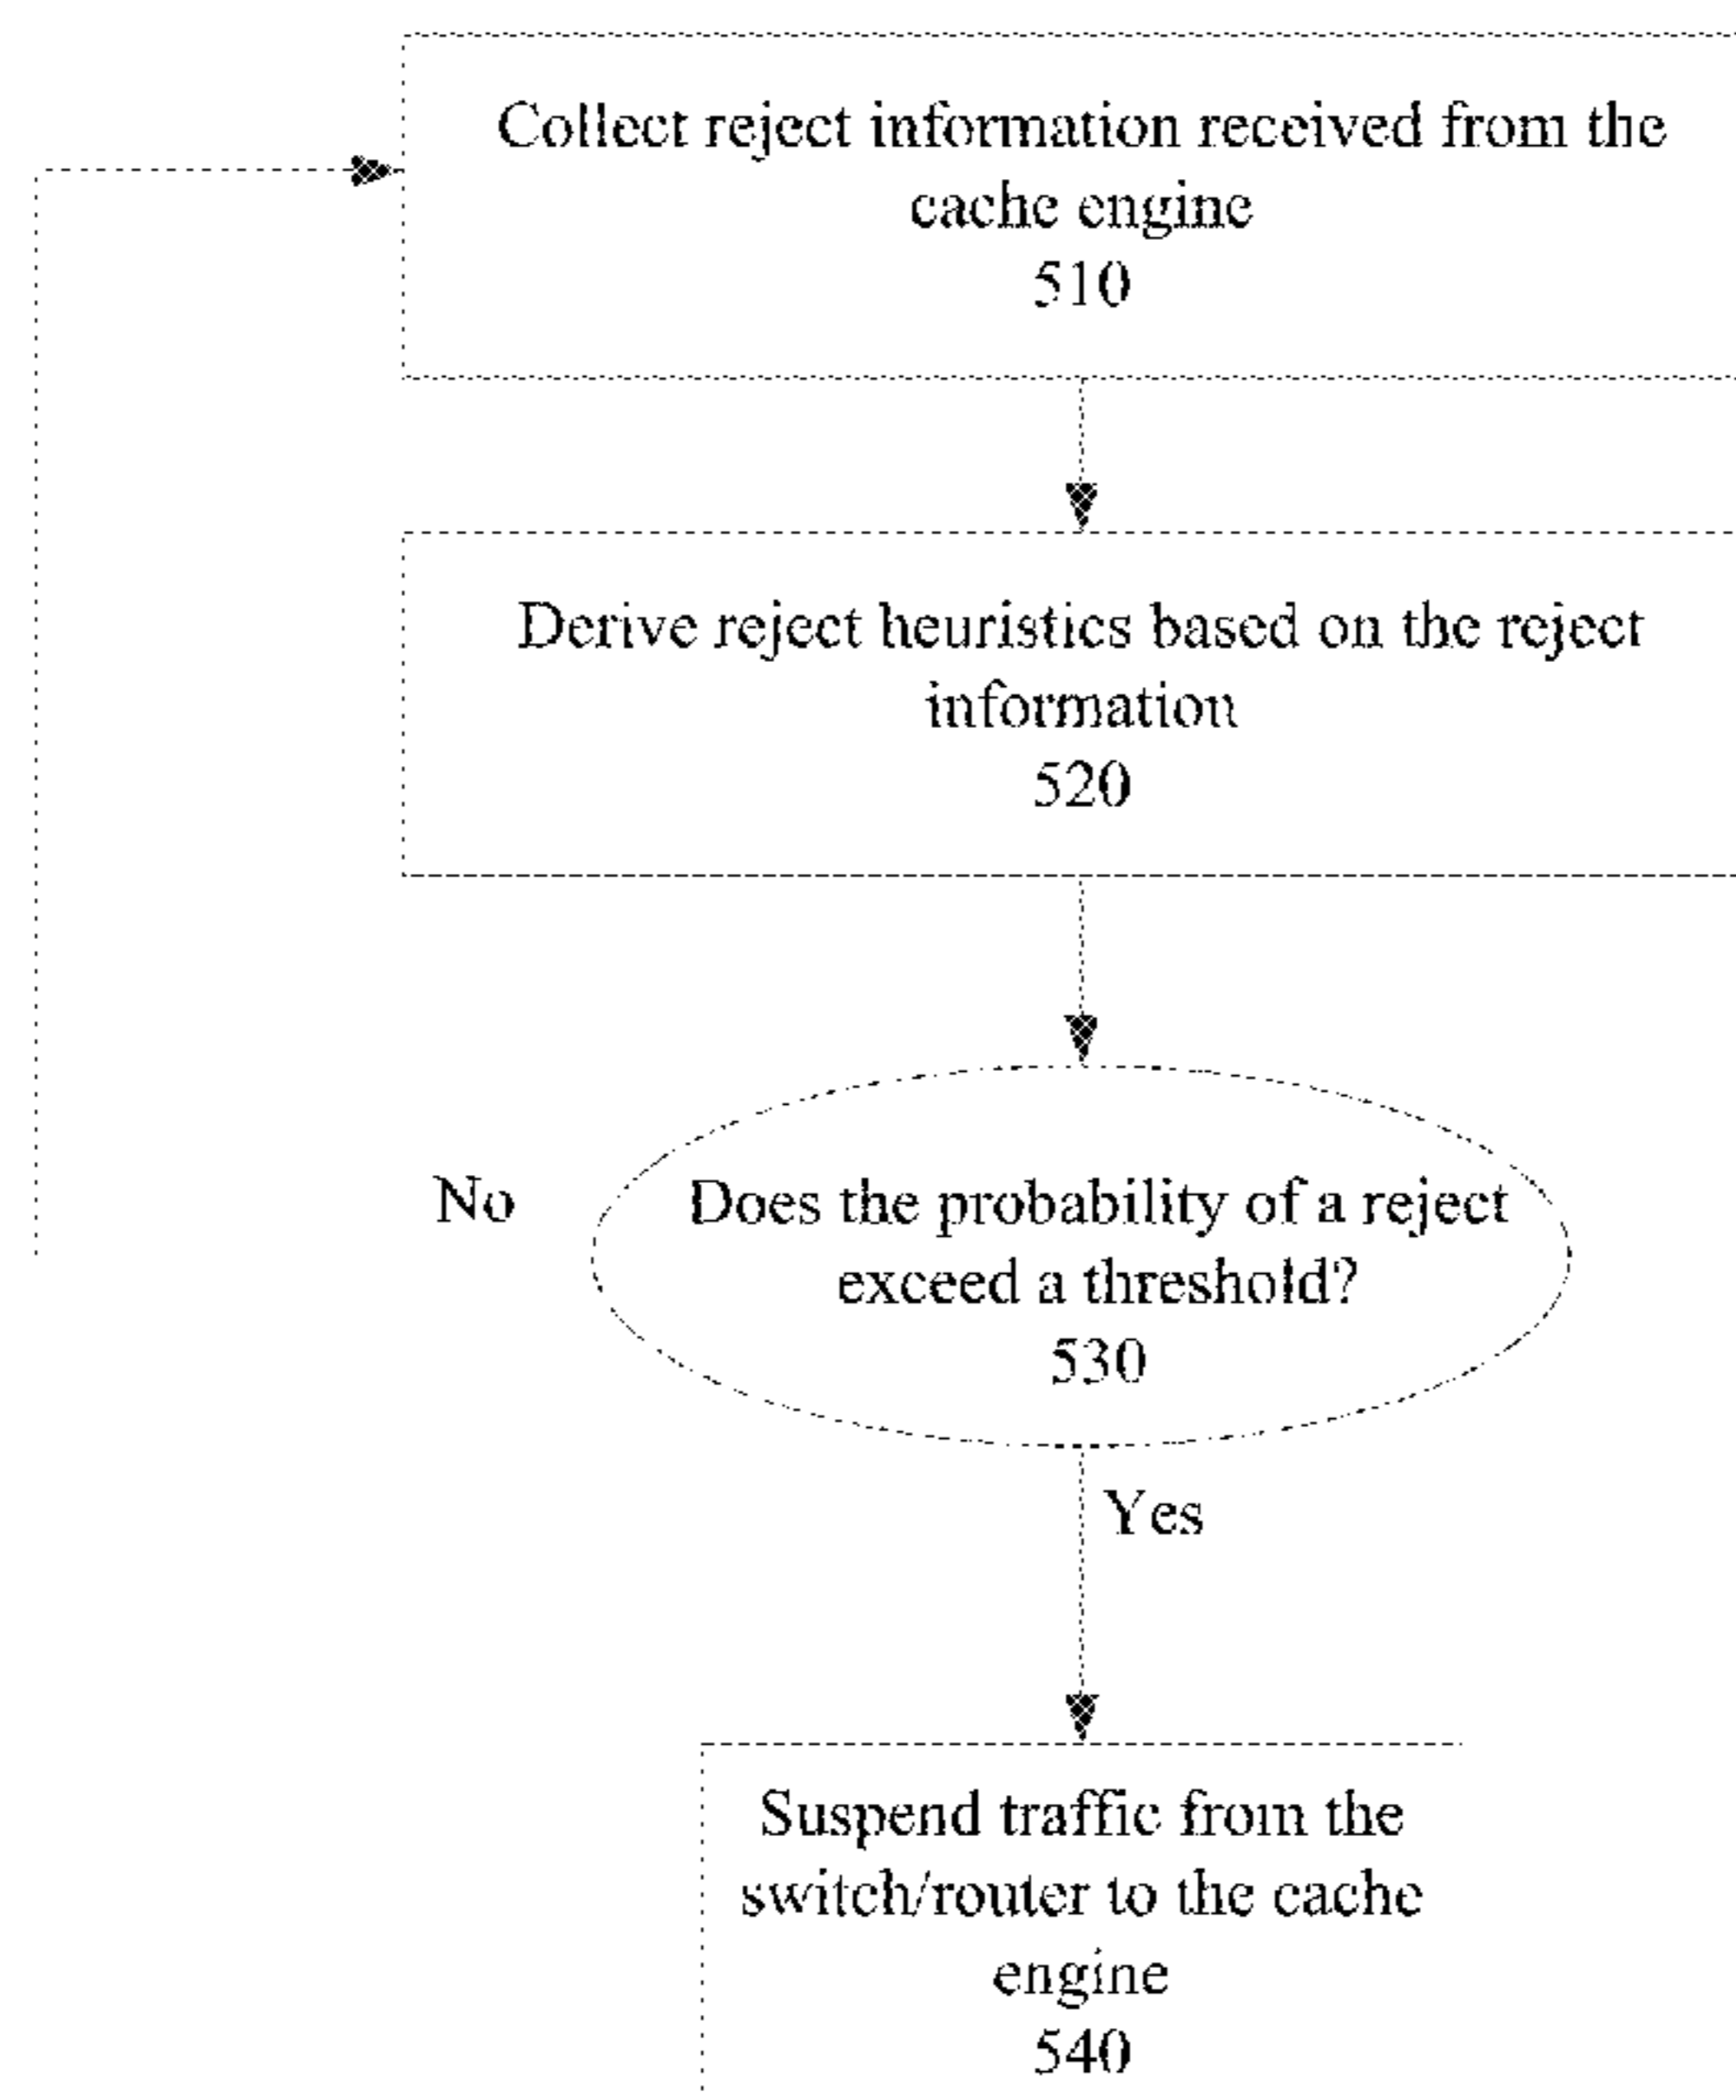 Collect reject information received from the
cache engine
510
Derive reject heuristics based on the reject
information
520
No
Does the probability of a reject
exceed a threshold?
530
Yes
Suspend traffic from the
switch/router to the cache
engine
540